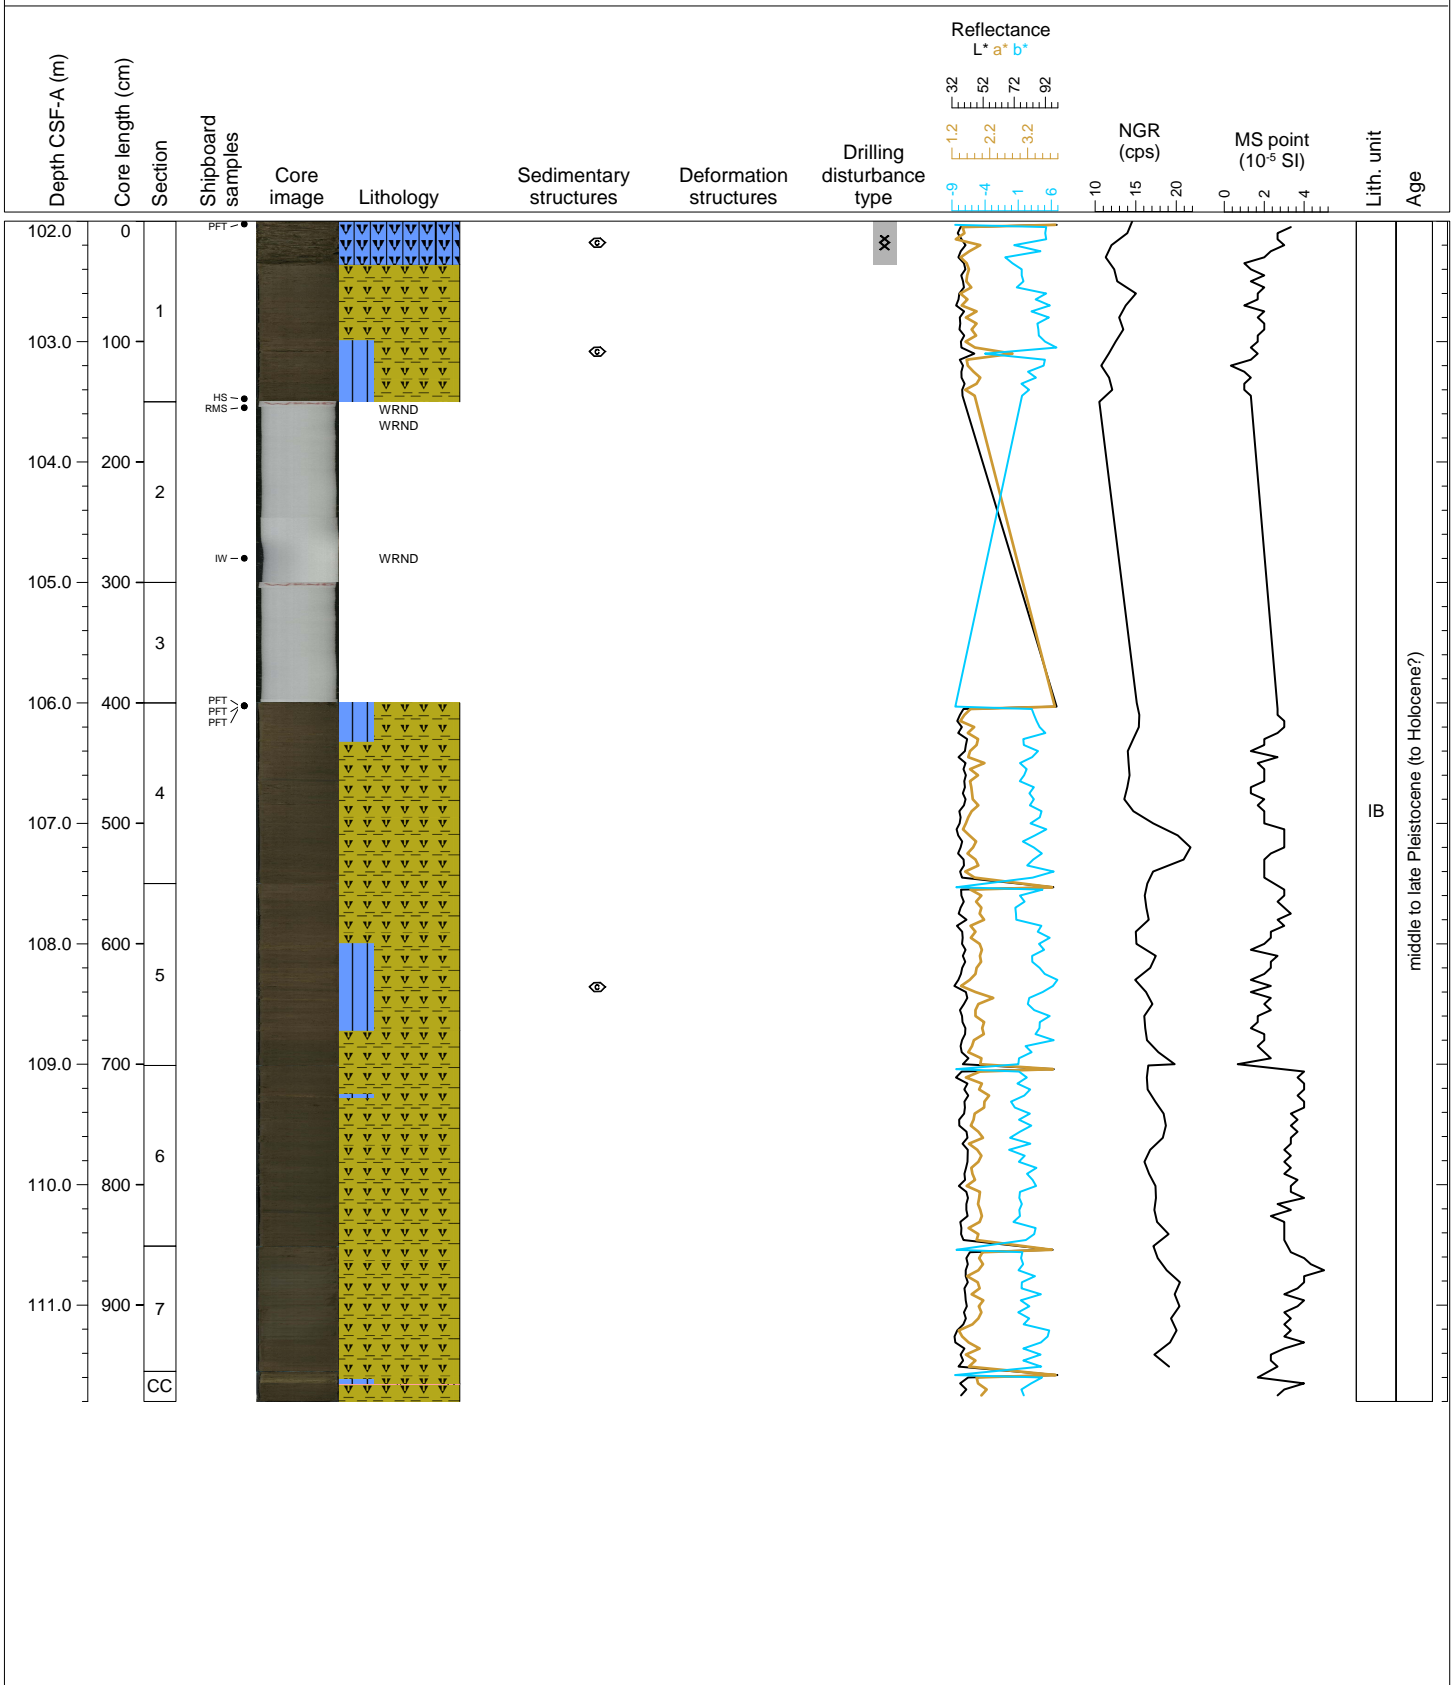 Reflectance
L* a* b*
32 52 72 92
1.2 2.2 3.2
-9 -4 1 6
Depth CSF-A (m)
Core length (cm)
Section
Shipboard
samples
Core
image
Lithology
Sedimentary
structures
Deformation
structures
Drilling
disturbance
type
NGR
(cps)
10 15 20
MS point
(10-5 SI)
0 2 4
Lith. unit
Age
102.0 0 PFT
c
1
103.0 100
c
HS
RMS WRND
WRND
104.0 200
2
IW WRND
105.0 300
3
106.0 400 PFT
PFT
PFT
4
107.0 500
IB
middle to late Pleistocene (to Holocene?)
108.0 600
5
c
109.0 700
6
110.0 800
111.0 900 7
CC